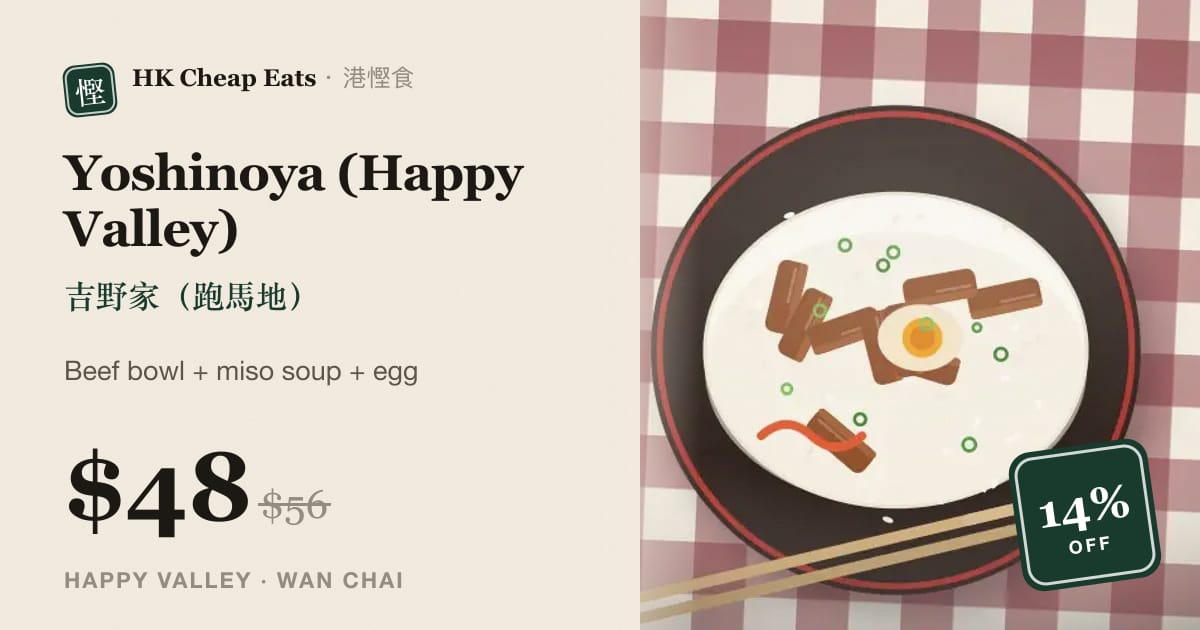 慳
HK Cheap Eats · 港慳食
Yoshinoya (Happy
Valley)
吉野家（跑馬地）
Beef bowl + miso soup + egg
$48 $56
HAPPY VALLEY · WAN CHAI
14%
OFF